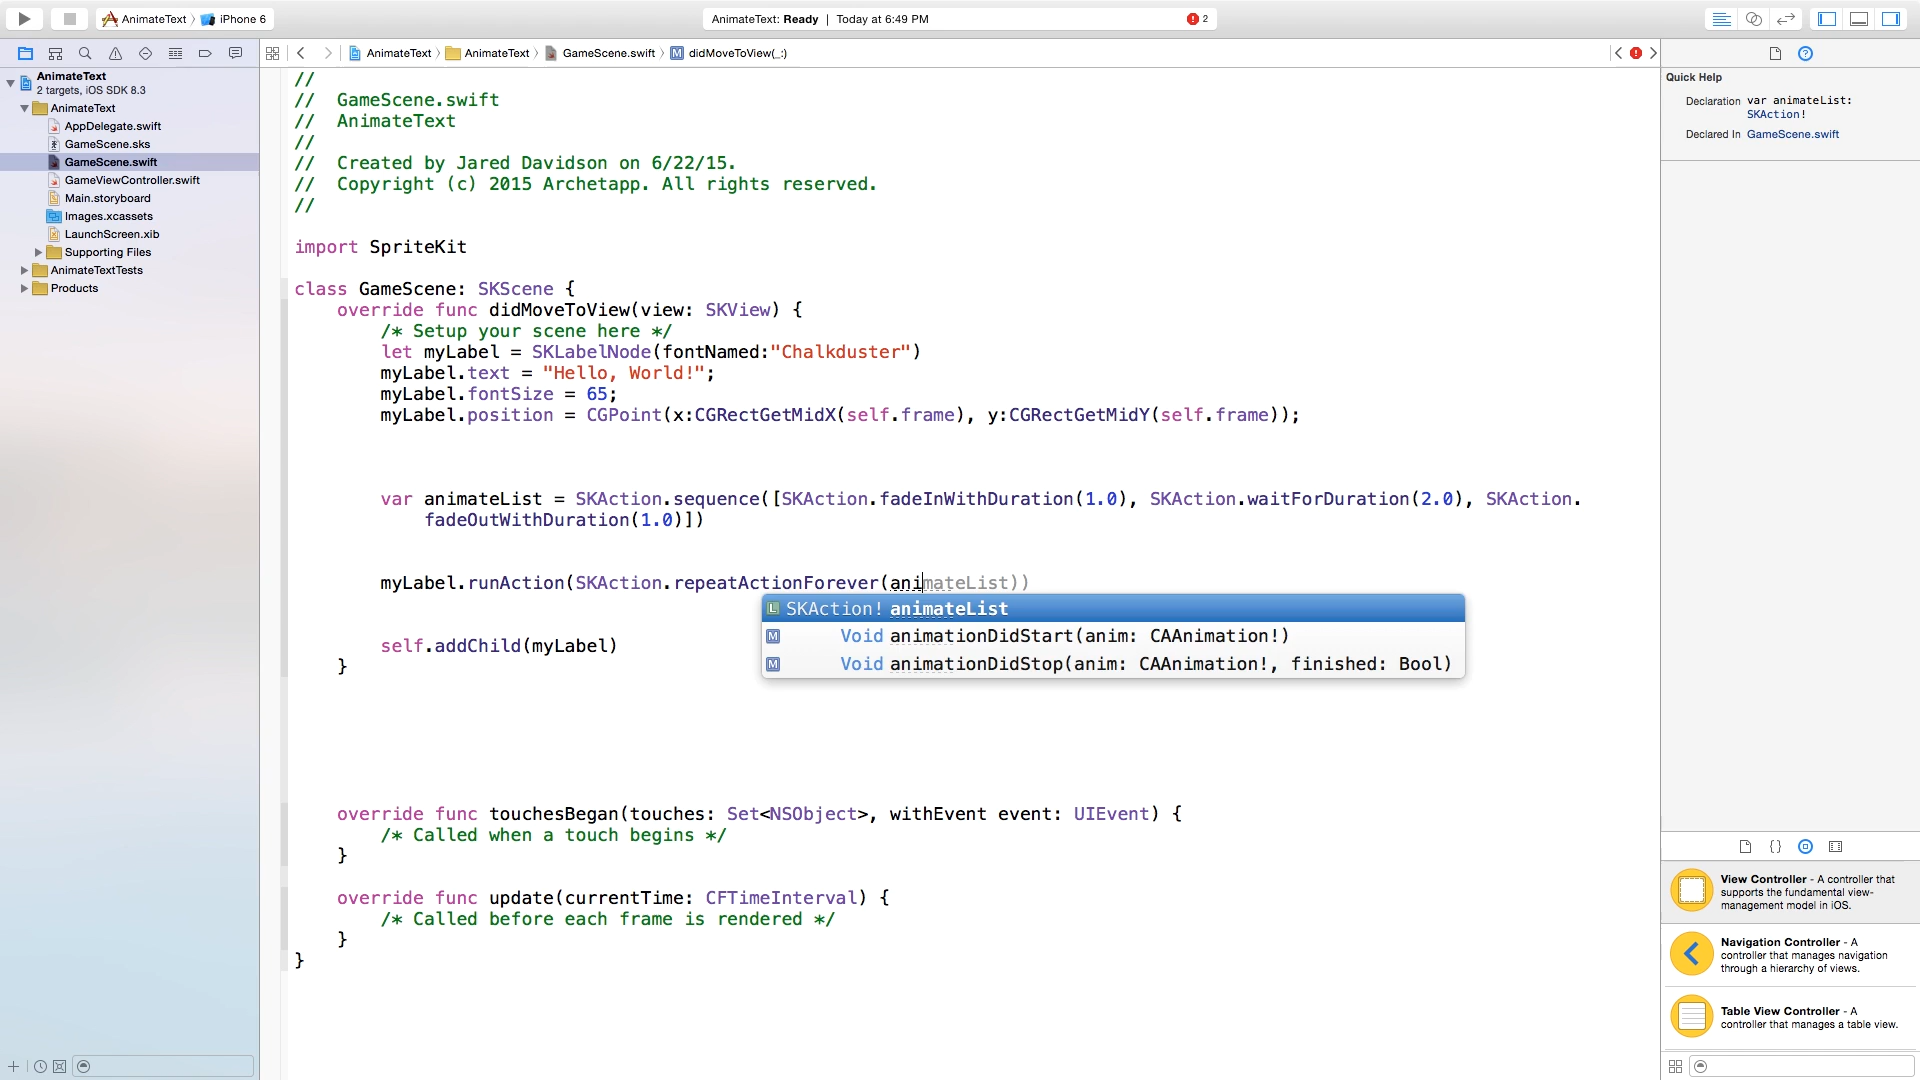 AnimateText
iPhone 6
AnimateText: Ready | Today at 6:49 PM
2
AnimateText
AnimateText
GameScene.swift
M didMoveToView(_:)
AnimateText
2 targets, iOS SDK 8.3
AnimateText
AppDelegate.swift
GameScene.sks
GameScene.swift
GameViewController.swift
Main.storyboard
Images.xcassets
LaunchScreen.xib
Supporting Files
AnimateTextTests
Products
//
// GameScene.swift
// AnimateText
//
// Created by Jared Davidson on 6/22/15.
// Copyright (c) 2015 Archetapp. All rights reserved.
//
import SpriteKit
class GameScene: SKScene {
override func didMoveToView(view: SKView) {
/* Setup your scene here */
let myLabel = SKLabelNode(fontNamed:"Chalkduster")
myLabel.text = "Hello, World!";
myLabel.fontSize = 65;
myLabel.position = CGPoint(x:CGRectGetMidX(self.frame), y:CGRectGetMidY(self.frame));
var animateList = SKAction.sequence([SKAction.fadeInWithDuration(1.0), SKAction.waitForDuration(2.0), SKAction.
fadeOutWithDuration(1.0)])
myLabel.runAction(SKAction.repeatActionForever(animateList))
L SKAction! animateList
M Void animationDidStart(anim: CAAnimation!)
M Void animationDidStop(anim: CAAnimation!, finished: Bool)
self.addChild(myLabel)
}
override func touchesBegan(touches: Set<NSObject>, withEvent event: UIEvent) {
/* Called when a touch begins */
}
override func update(currentTime: CFTimeInterval) {
/* Called before each frame is rendered */
}
}
Quick Help
Declaration var animateList:
SKAction!
Declared In GameScene.swift
{}
View Controller - A controller that
supports the fundamental view-
management model in iOS.
Navigation Controller - A
controller that manages navigation
through a hierarchy of views.
Table View Controller - A
controller that manages a table view.